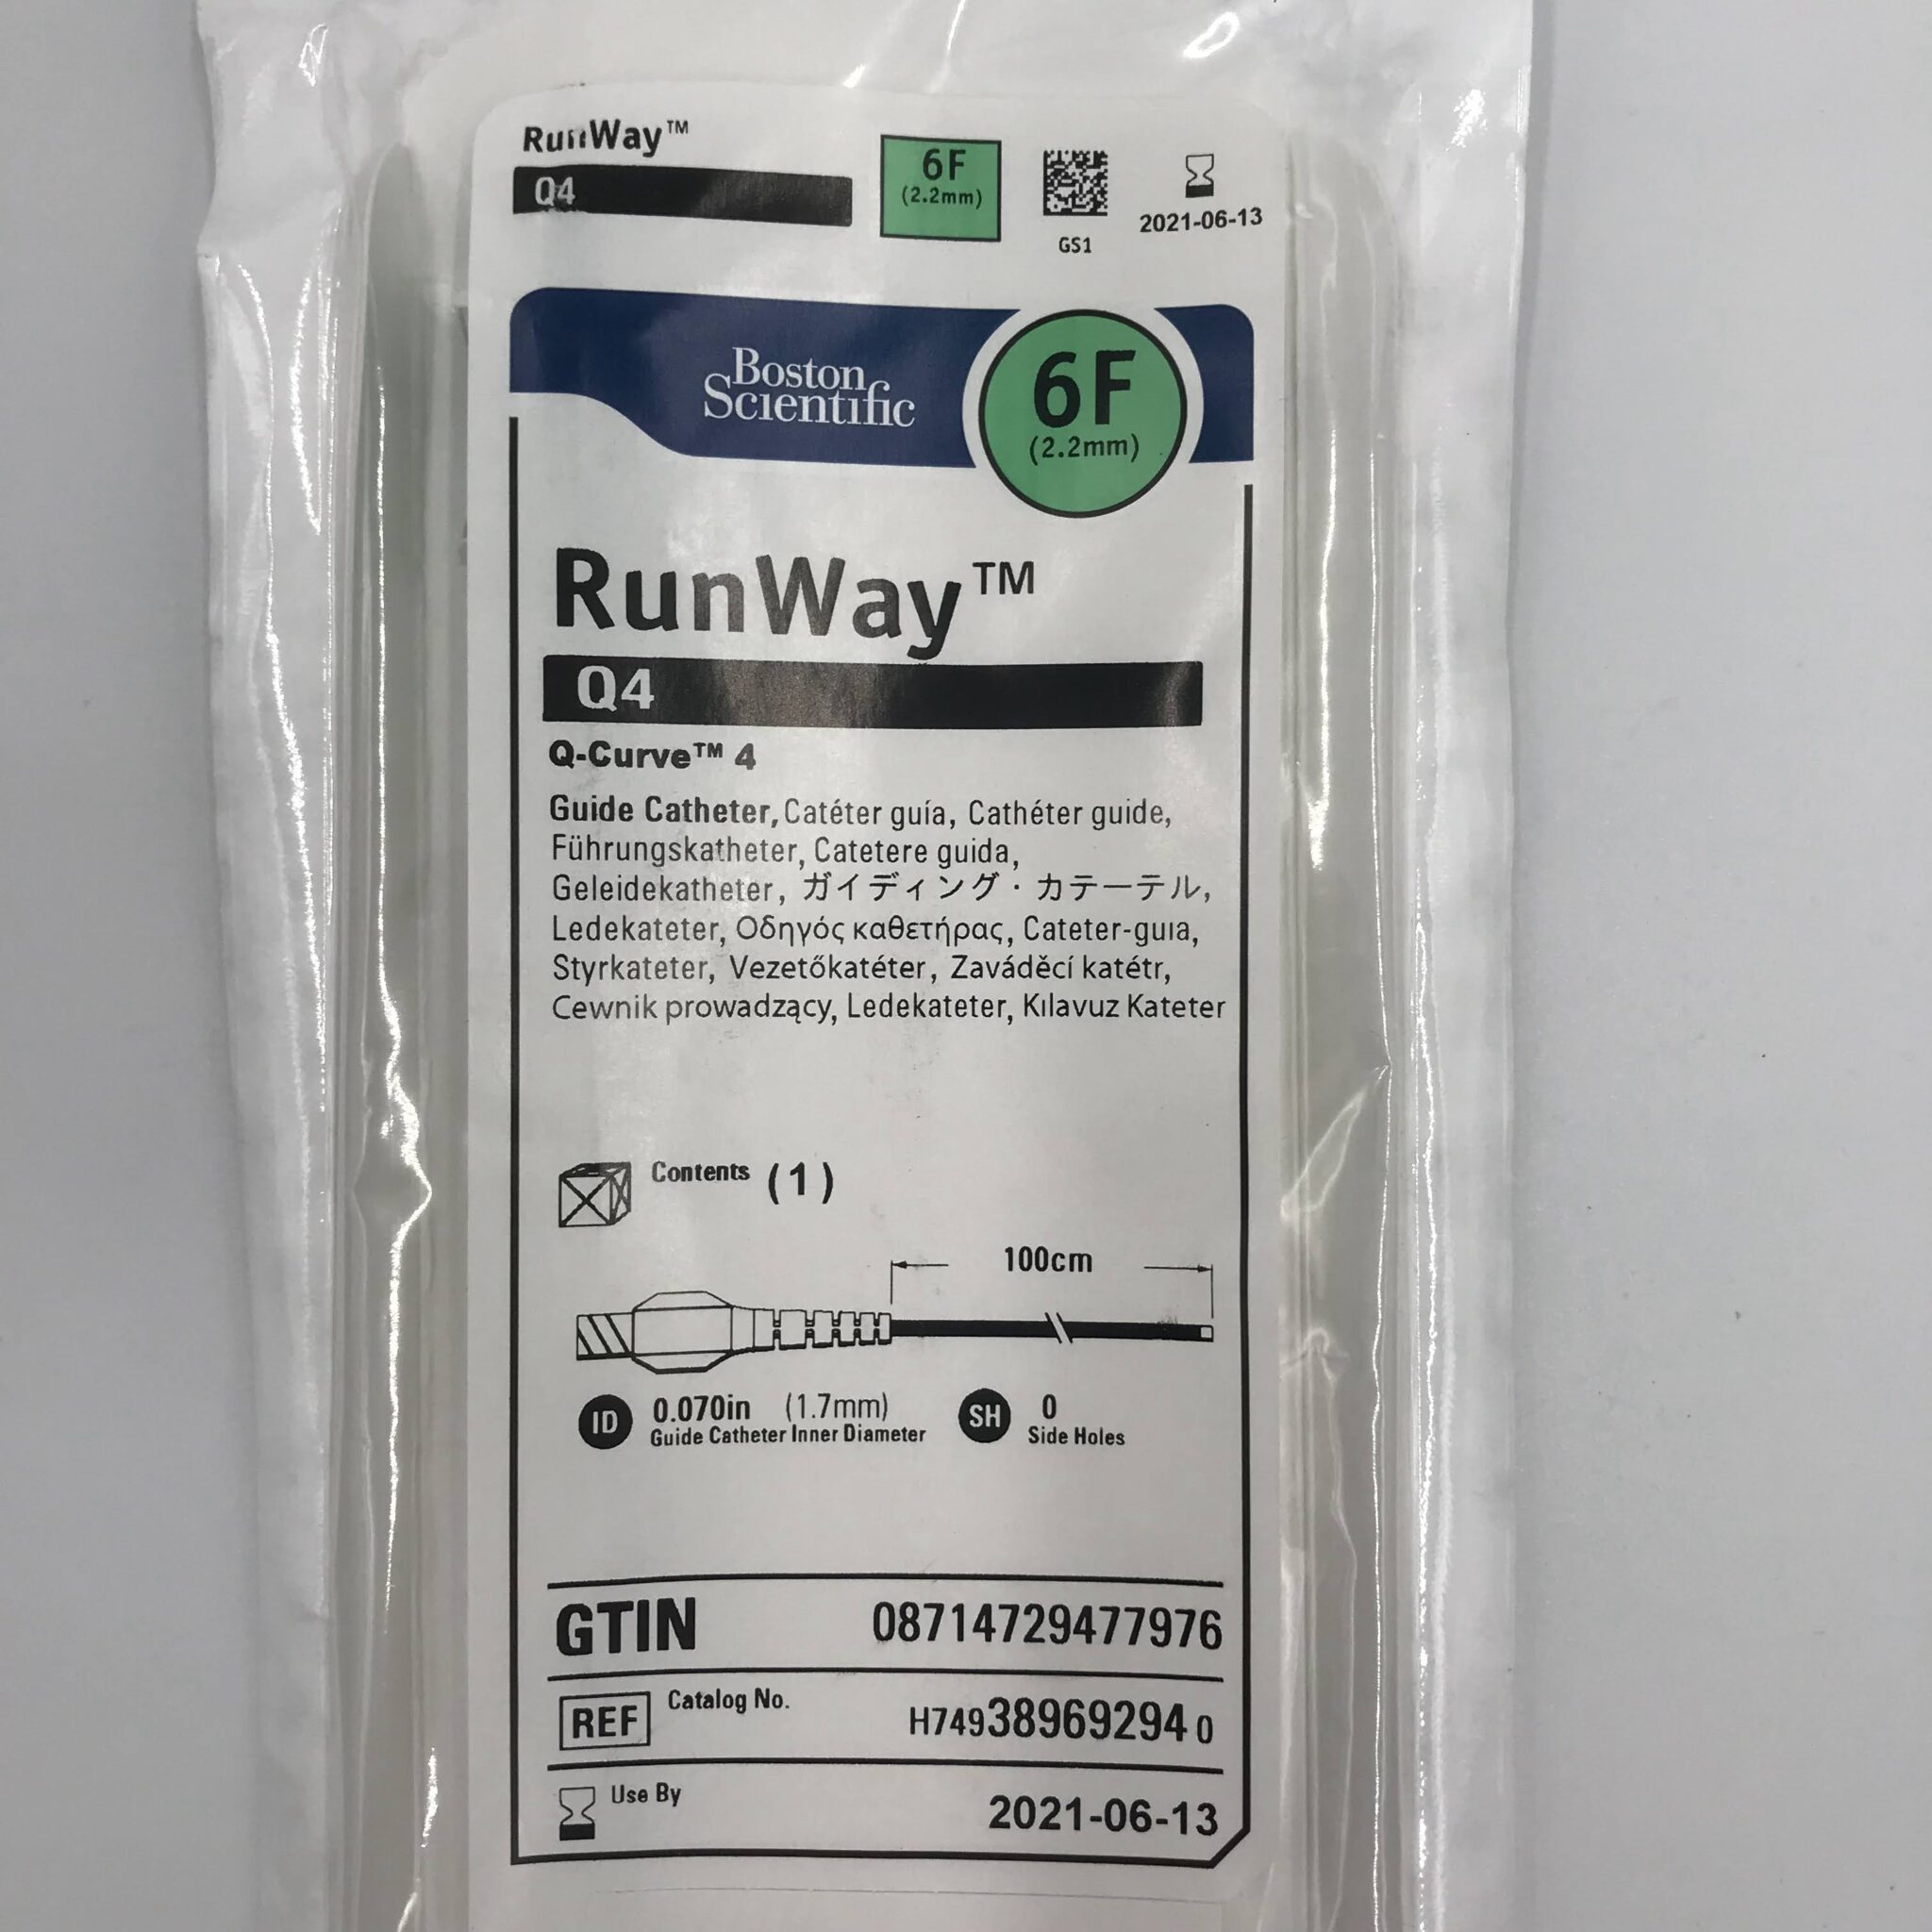 RunWay™
Q4
6F
(2.2mm)
GS1
2021-06-13
Boston
Scientific
6F
(2.2mm)
RunWay™
Q4
Q-Curve™ 4
Guide Catheter, Catéter guía, Cathéter guide,
Führungskatheter, Catetere guida,
Geleidekatheter, ガイディング・カテーテル,
Ledekateter, Οδηγός καθετήρας, Cateter-guia,
Styrkateter, Vezetőkatéter, Zaváděcí katétr,
Cewnik prowadzący, Ledekateter, Kılavuz Kateter
Contents (1)
100cm
ID 0.070in (1.7mm)
Guide Catheter Inner Diameter
SH 0
Side Holes
GTIN 08714729477976
REF Catalog No. H749389692940
Use By 2021-06-13